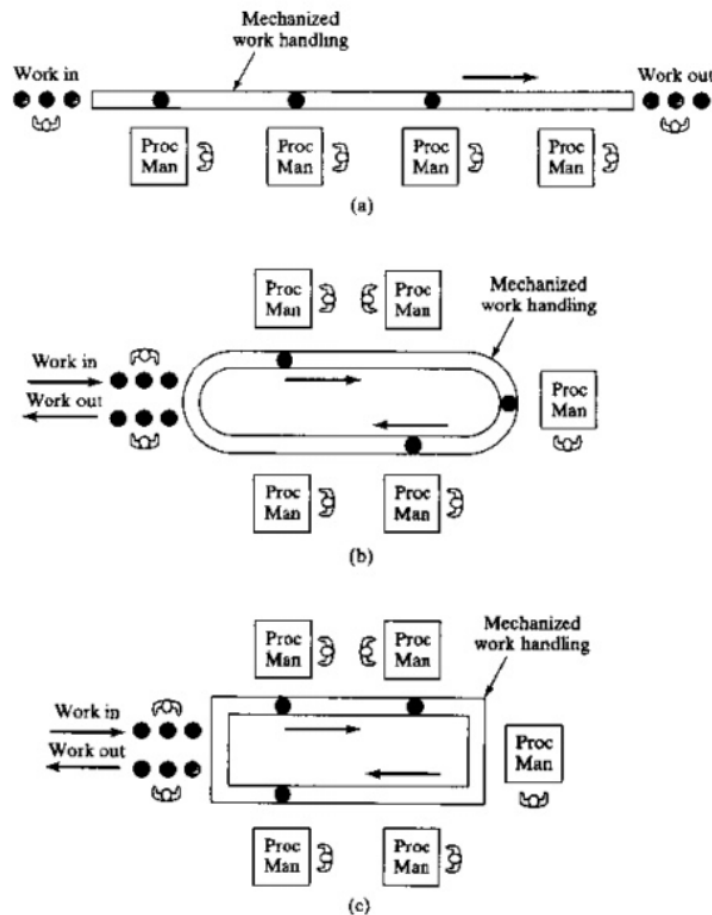 Mechanized
work handling
Work in
Work out
Proc
Man
Proc
Man
Proc
Man
Proc
Man
(a)
Proc
Man
Proc
Man
Mechanized
work handling
Work in
Work out
Proc
Man
Proc
Man
Proc
Man
(b)
Proc
Man
Proc
Man
Mechanized
work handling
Work in
Work out
Proc
Man
Proc
Man
Proc
Man
(c)